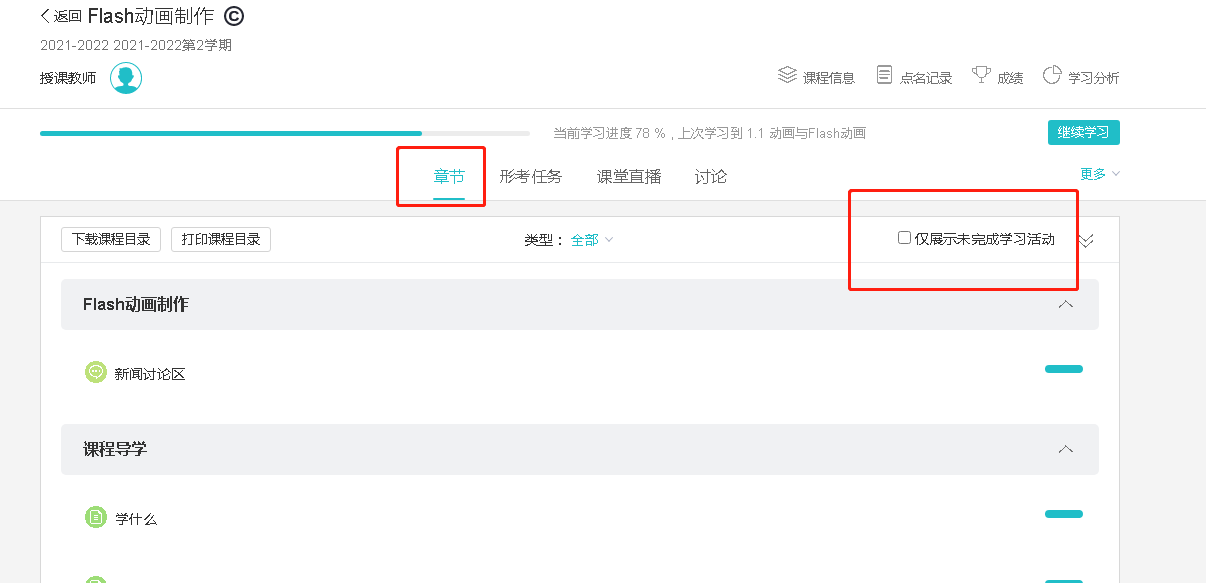 返回 Flash动画制作 ©
2021-2022 2021-2022第2学期
授课教师
课程信息 点名记录 成绩 学习分析
当前学习进度 78 % , 上次学习到 1.1 动画与Flash动画 继续学习
章节 形考任务 课堂直播 讨论 更多
下载课程目录 打印课程目录 类型： 全部 仅展示未完成学习活动
Flash动画制作
新闻讨论区
课程导学
学什么